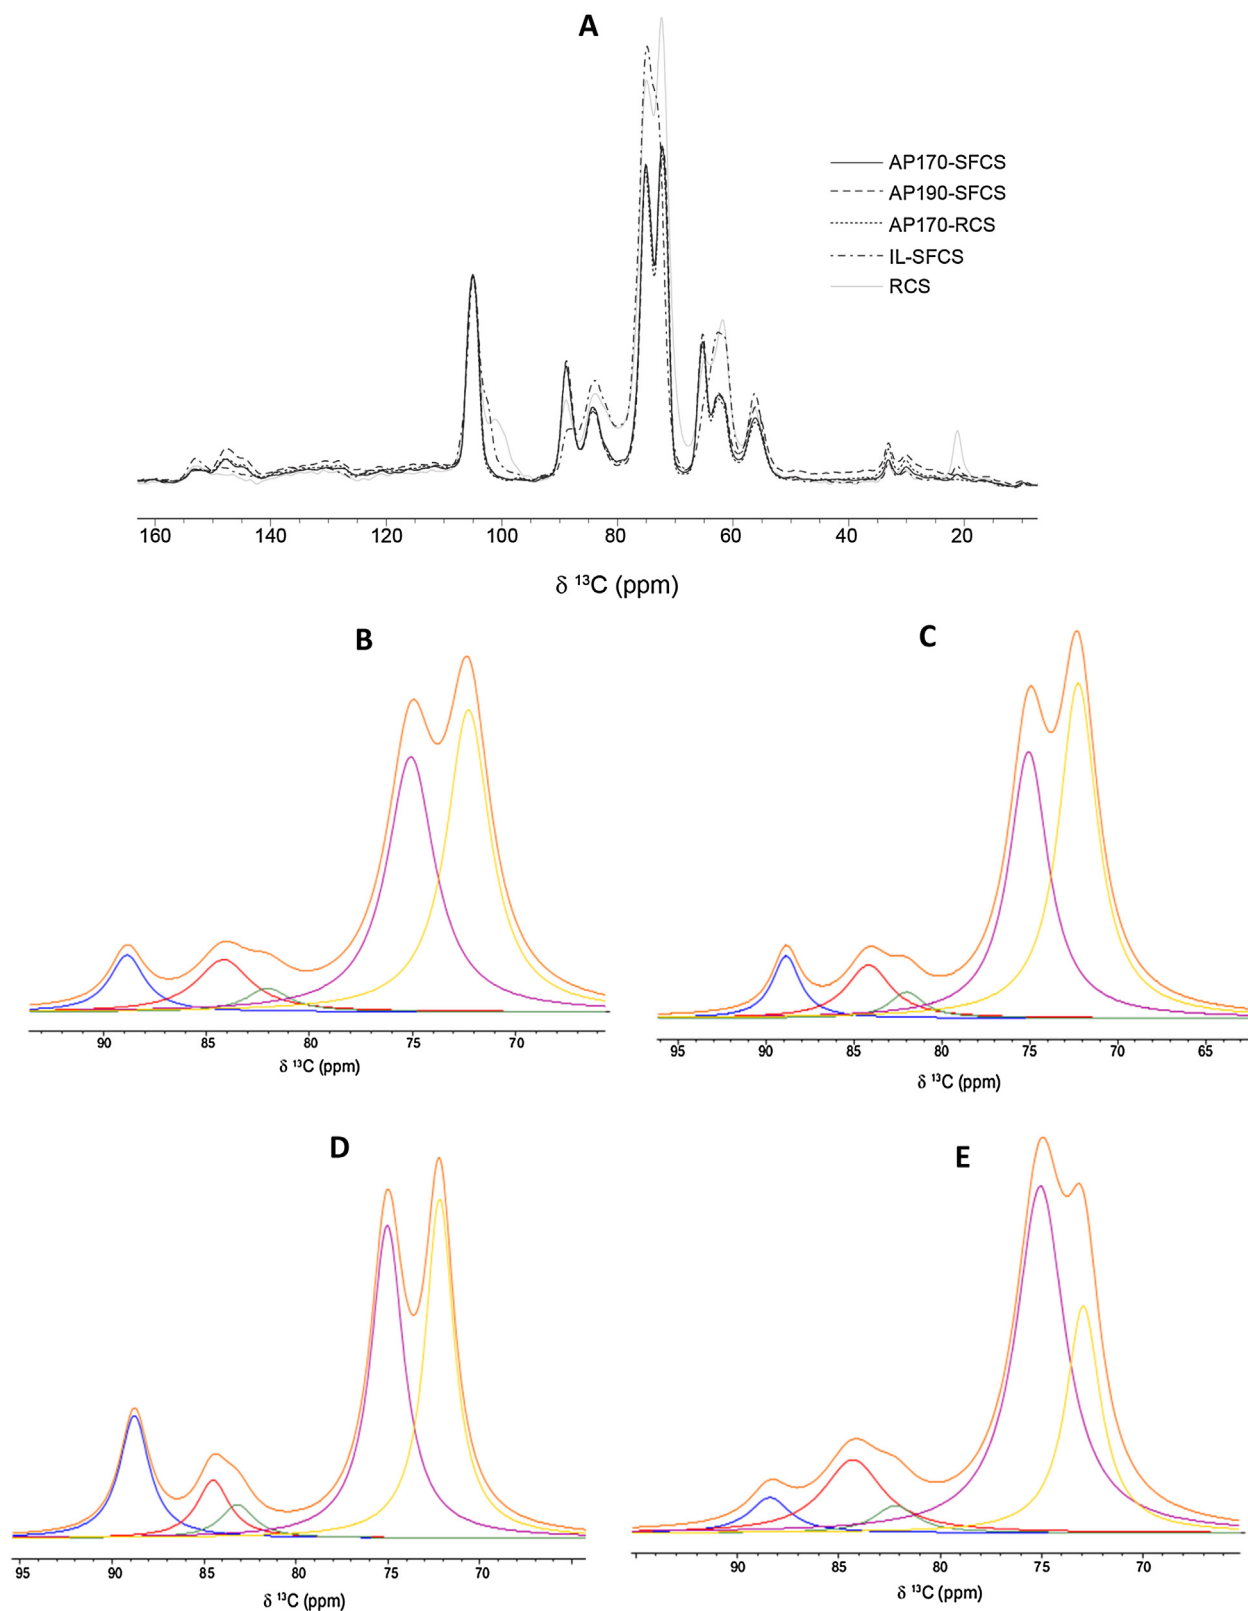 A
AP170-SFCS
AP190-SFCS
AP170-RCS
IL-SFCS
RCS
160 140 120 100 80 60 40 20
δ ¹³C (ppm)
B
C
90 85 80 75 70
δ ¹³C (ppm)
95 90 85 80 75 70 65
δ ¹³C (ppm)
D
E
95 90 85 80 75 70
δ ¹³C (ppm)
90 85 80 75 70
δ ¹³C (ppm)